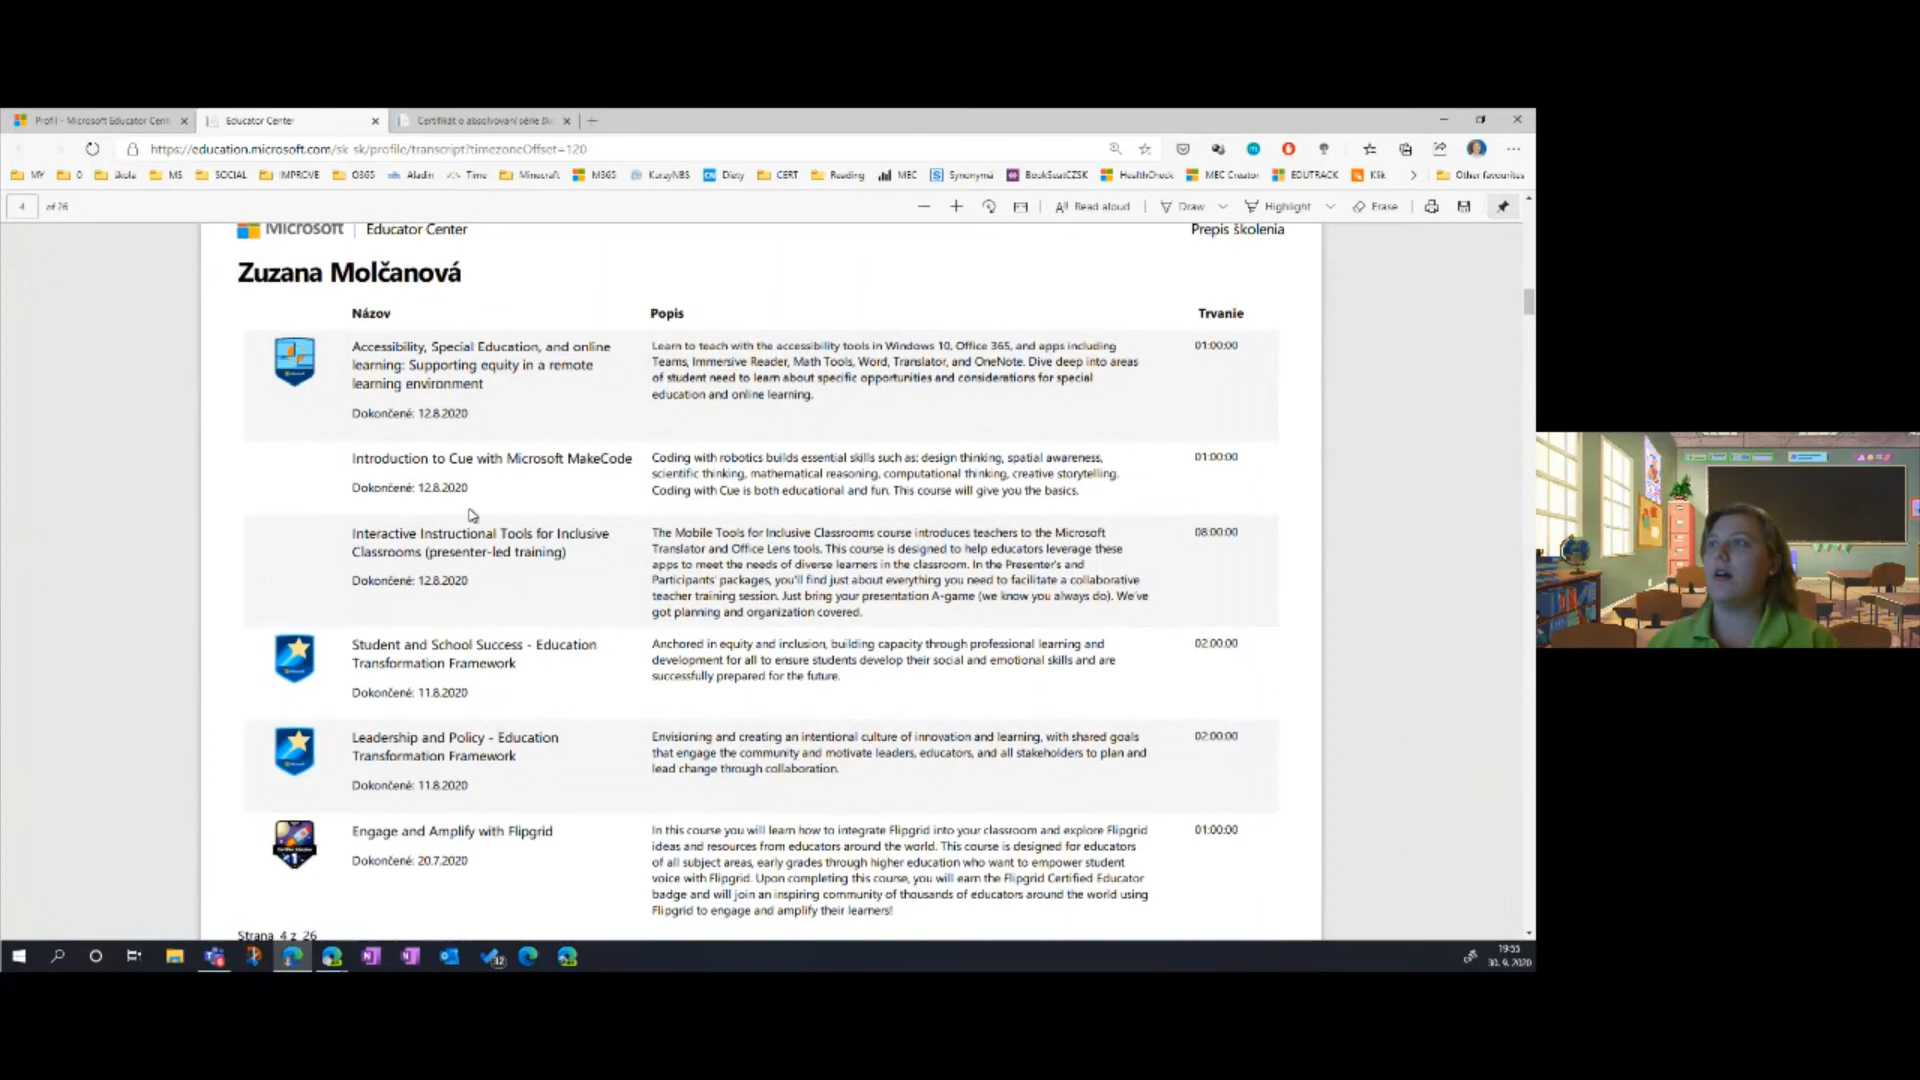 Profil - Microsoft Educator Cent
Educator Center
Certifikát o absolvovaní série ško
https://education.microsoft.com/sk-sk/profile/transcript?timezoneOffset=120
MY
0
škola
MS
SOCIAL
IMPROVE
O365
Aladin
Time
Minecraft
M365
KurzyNBS
Diety
CERT
Reading
MEC
Synonymá
BookSeatCZSK
HealthCheck
MEC Creator
EDUTRACK
Klik
Other favourites
4 of 26
Read aloud
Draw
Highlight
Erase
Microsoft | Educator Center
Prepis školenia
Zuzana Molčanová
Názov Popis Trvanie
Accessibility, Special Education, and online
learning: Supporting equity in a remote
learning environment
Dokončené: 12.8.2020
Learn to teach with the accessibility tools in Windows 10, Office 365, and apps including
Teams, Immersive Reader, Math Tools, Word, Translator, and OneNote. Dive deep into areas
of student need to learn about specific opportunities and considerations for special
education and online learning.
01:00:00
Introduction to Cue with Microsoft MakeCode
Dokončené: 12.8.2020
Coding with robotics builds essential skills such as: design thinking, spatial awareness,
scientific thinking, mathematical reasoning, computational thinking, creative storytelling.
Coding with Cue is both educational and fun. This course will give you the basics.
01:00:00
Interactive Instructional Tools for Inclusive
Classrooms (presenter-led training)
Dokončené: 12.8.2020
The Mobile Tools for Inclusive Classrooms course introduces teachers to the Microsoft
Translator and Office Lens tools. This course is designed to help educators leverage these
apps to meet the needs of diverse learners in the classroom. In the Presenter's and
Participants' packages, you'll find just about everything you need to facilitate a collaborative
teacher training session. Just bring your presentation A-game (we know you always do). We've
got planning and organization covered.
08:00:00
Student and School Success - Education
Transformation Framework
Dokončené: 11.8.2020
Anchored in equity and inclusion, building capacity through professional learning and
development for all to ensure students develop their social and emotional skills and are
successfully prepared for the future.
02:00:00
Leadership and Policy - Education
Transformation Framework
Dokončené: 11.8.2020
Envisioning and creating an intentional culture of innovation and learning, with shared goals
that engage the community and motivate leaders, educators, and all stakeholders to plan and
lead change through collaboration.
02:00:00
Engage and Amplify with Flipgrid
Dokončené: 20.7.2020
In this course you will learn how to integrate Flipgrid into your classroom and explore Flipgrid
ideas and resources from educators around the world. This course is designed for educators
of all subject areas, early grades through higher education who want to empower student
voice with Flipgrid. Upon completing this course, you will earn the Flipgrid Certified Educator
badge and will join an inspiring community of thousands of educators around the world using
Flipgrid to engage and amplify their learners!
01:00:00
Strana 4 z 26
32
19:55
30. 9. 2020